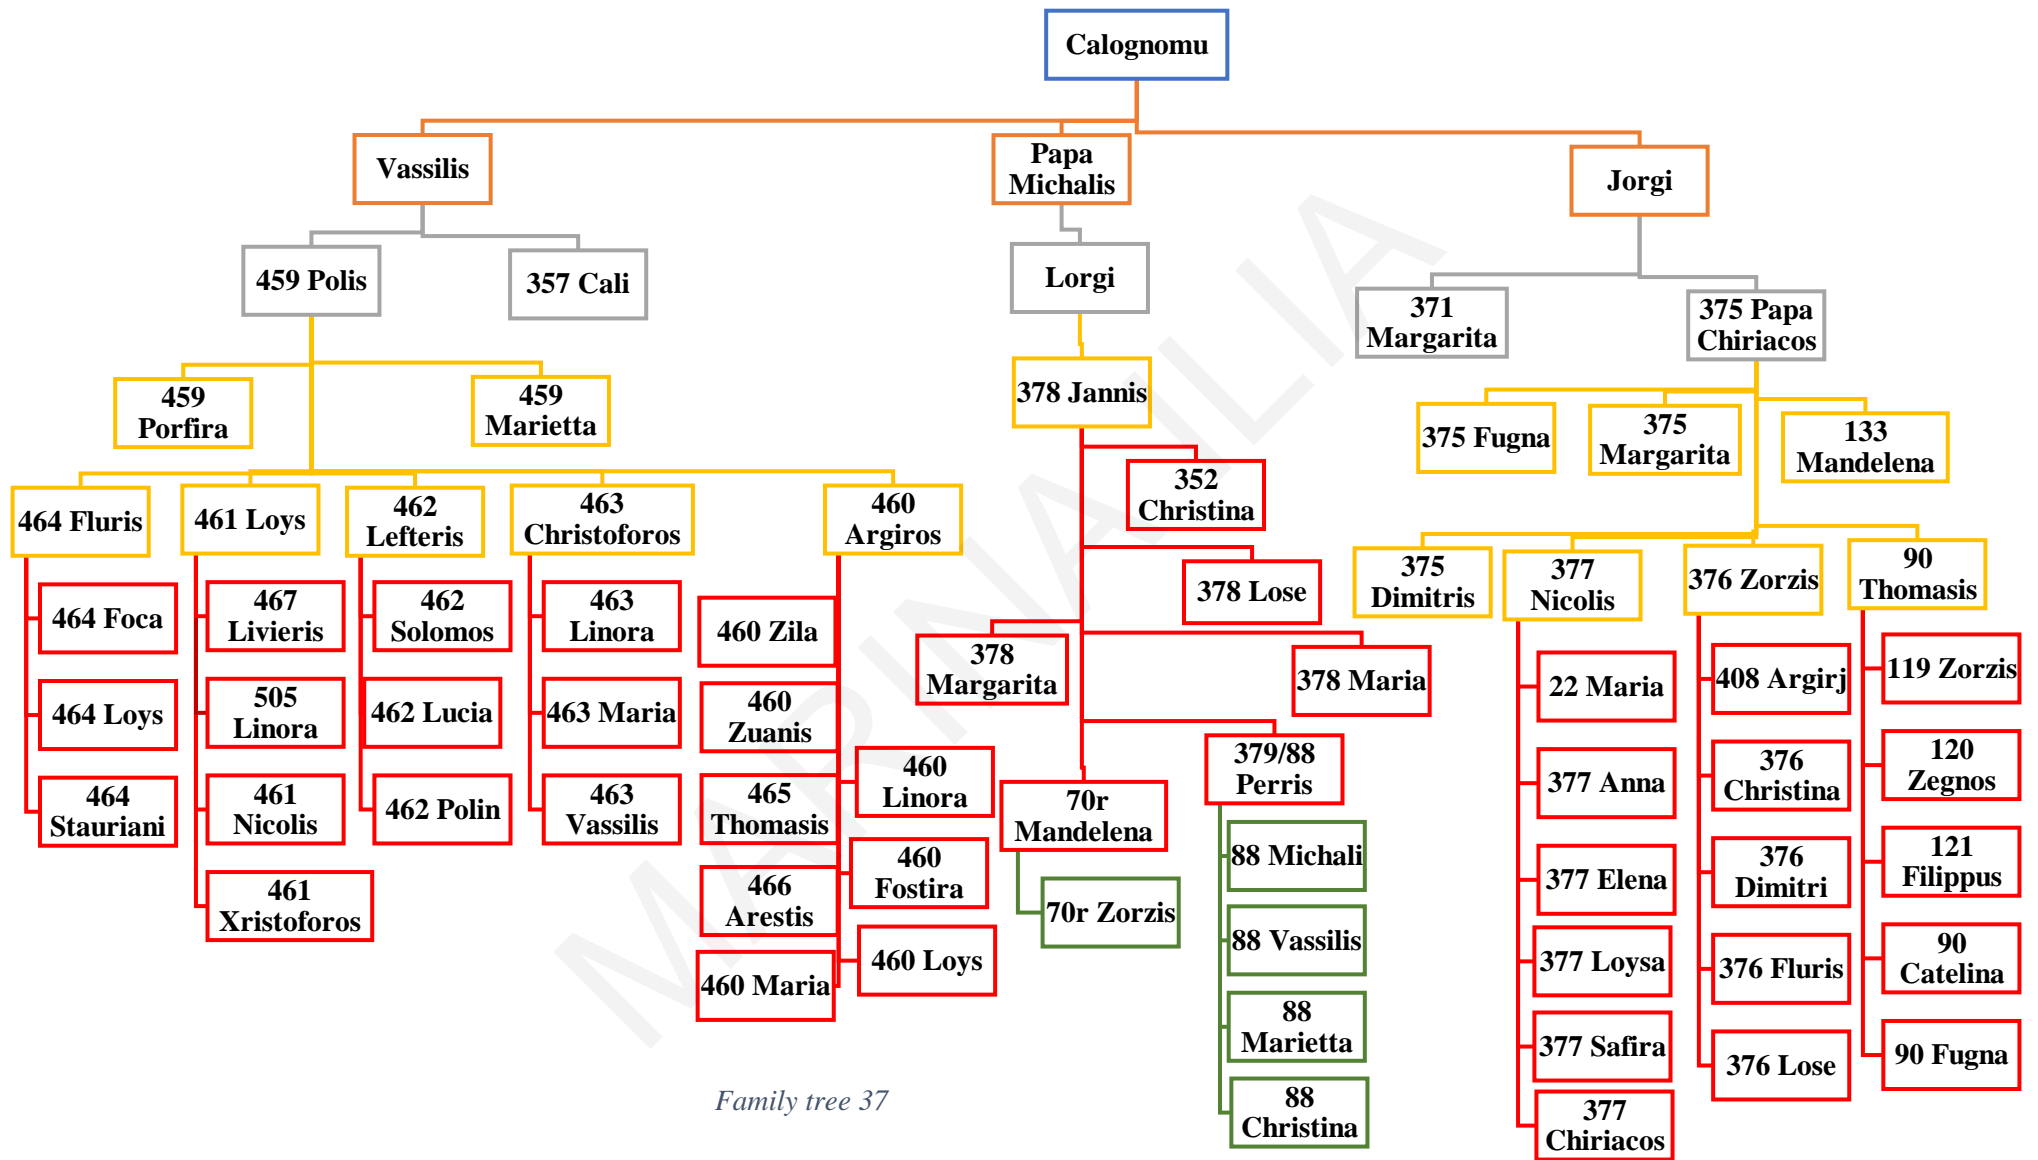 Calognomu
Vassilis
Papa
Michalis
Jorgi
459 Polis
357 Cali
Lorgi
371
Margarita
375 Papa
Chiriacos
459
Porfira
459
Marietta
378 Jannis
375 Fugna
375
Margarita
133
Mandelena
464 Fluris
461 Loys
462
Lefteris
463
Christoforos
460
Argiros
352
Christina
378 Lose
378
Margarita
378 Maria
70r
Mandelena
379/88
Perris
375
Dimitris
377
Nicolis
376 Zorzis
90
Thomasis
464 Foca
464 Loys
464
Stauriani
467
Livieris
505
Linora
461
Nicolis
461
Xristoforos
462
Solomos
462 Lucia
462 Polin
463
Linora
463 Maria
463
Vassilis
460 Zila
460
Zuanis
465
Thomasis
466
Arestis
460 Maria
460
Linora
460
Fostira
460 Loys
70r Zorzis
88 Michali
88 Vassilis
88
Marietta
88
Christina
22 Maria
377 Anna
377 Elena
377 Loysa
377 Safira
377
Chiriacos
408 Argirj
376
Christina
376
Dimitri
376 Fluris
376 Lose
119 Zorzis
120
Zegnos
121
Filippus
90
Catelina
90 Fugna
Family tree 37
MARINA ILIA